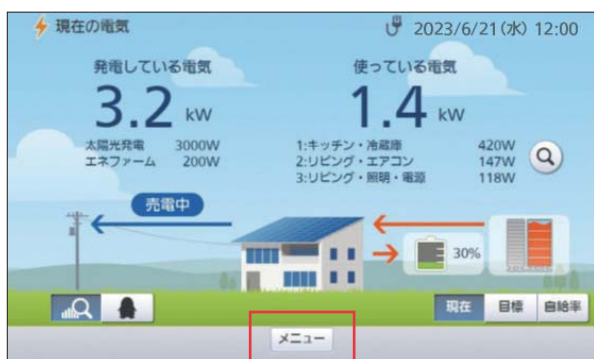 現在の電気
2023/6/21(水) 12:00
発電している電気
3.2 kW
太陽光発電 3000W
エネファーム 200W
使っている電気
1.4 kW
1:キッチン・冷蔵庫 420W
2:リビング・エアコン 147W
3:リビング・照明・電源 118W
売電中
30%
現在 目標 自給率
メニュー